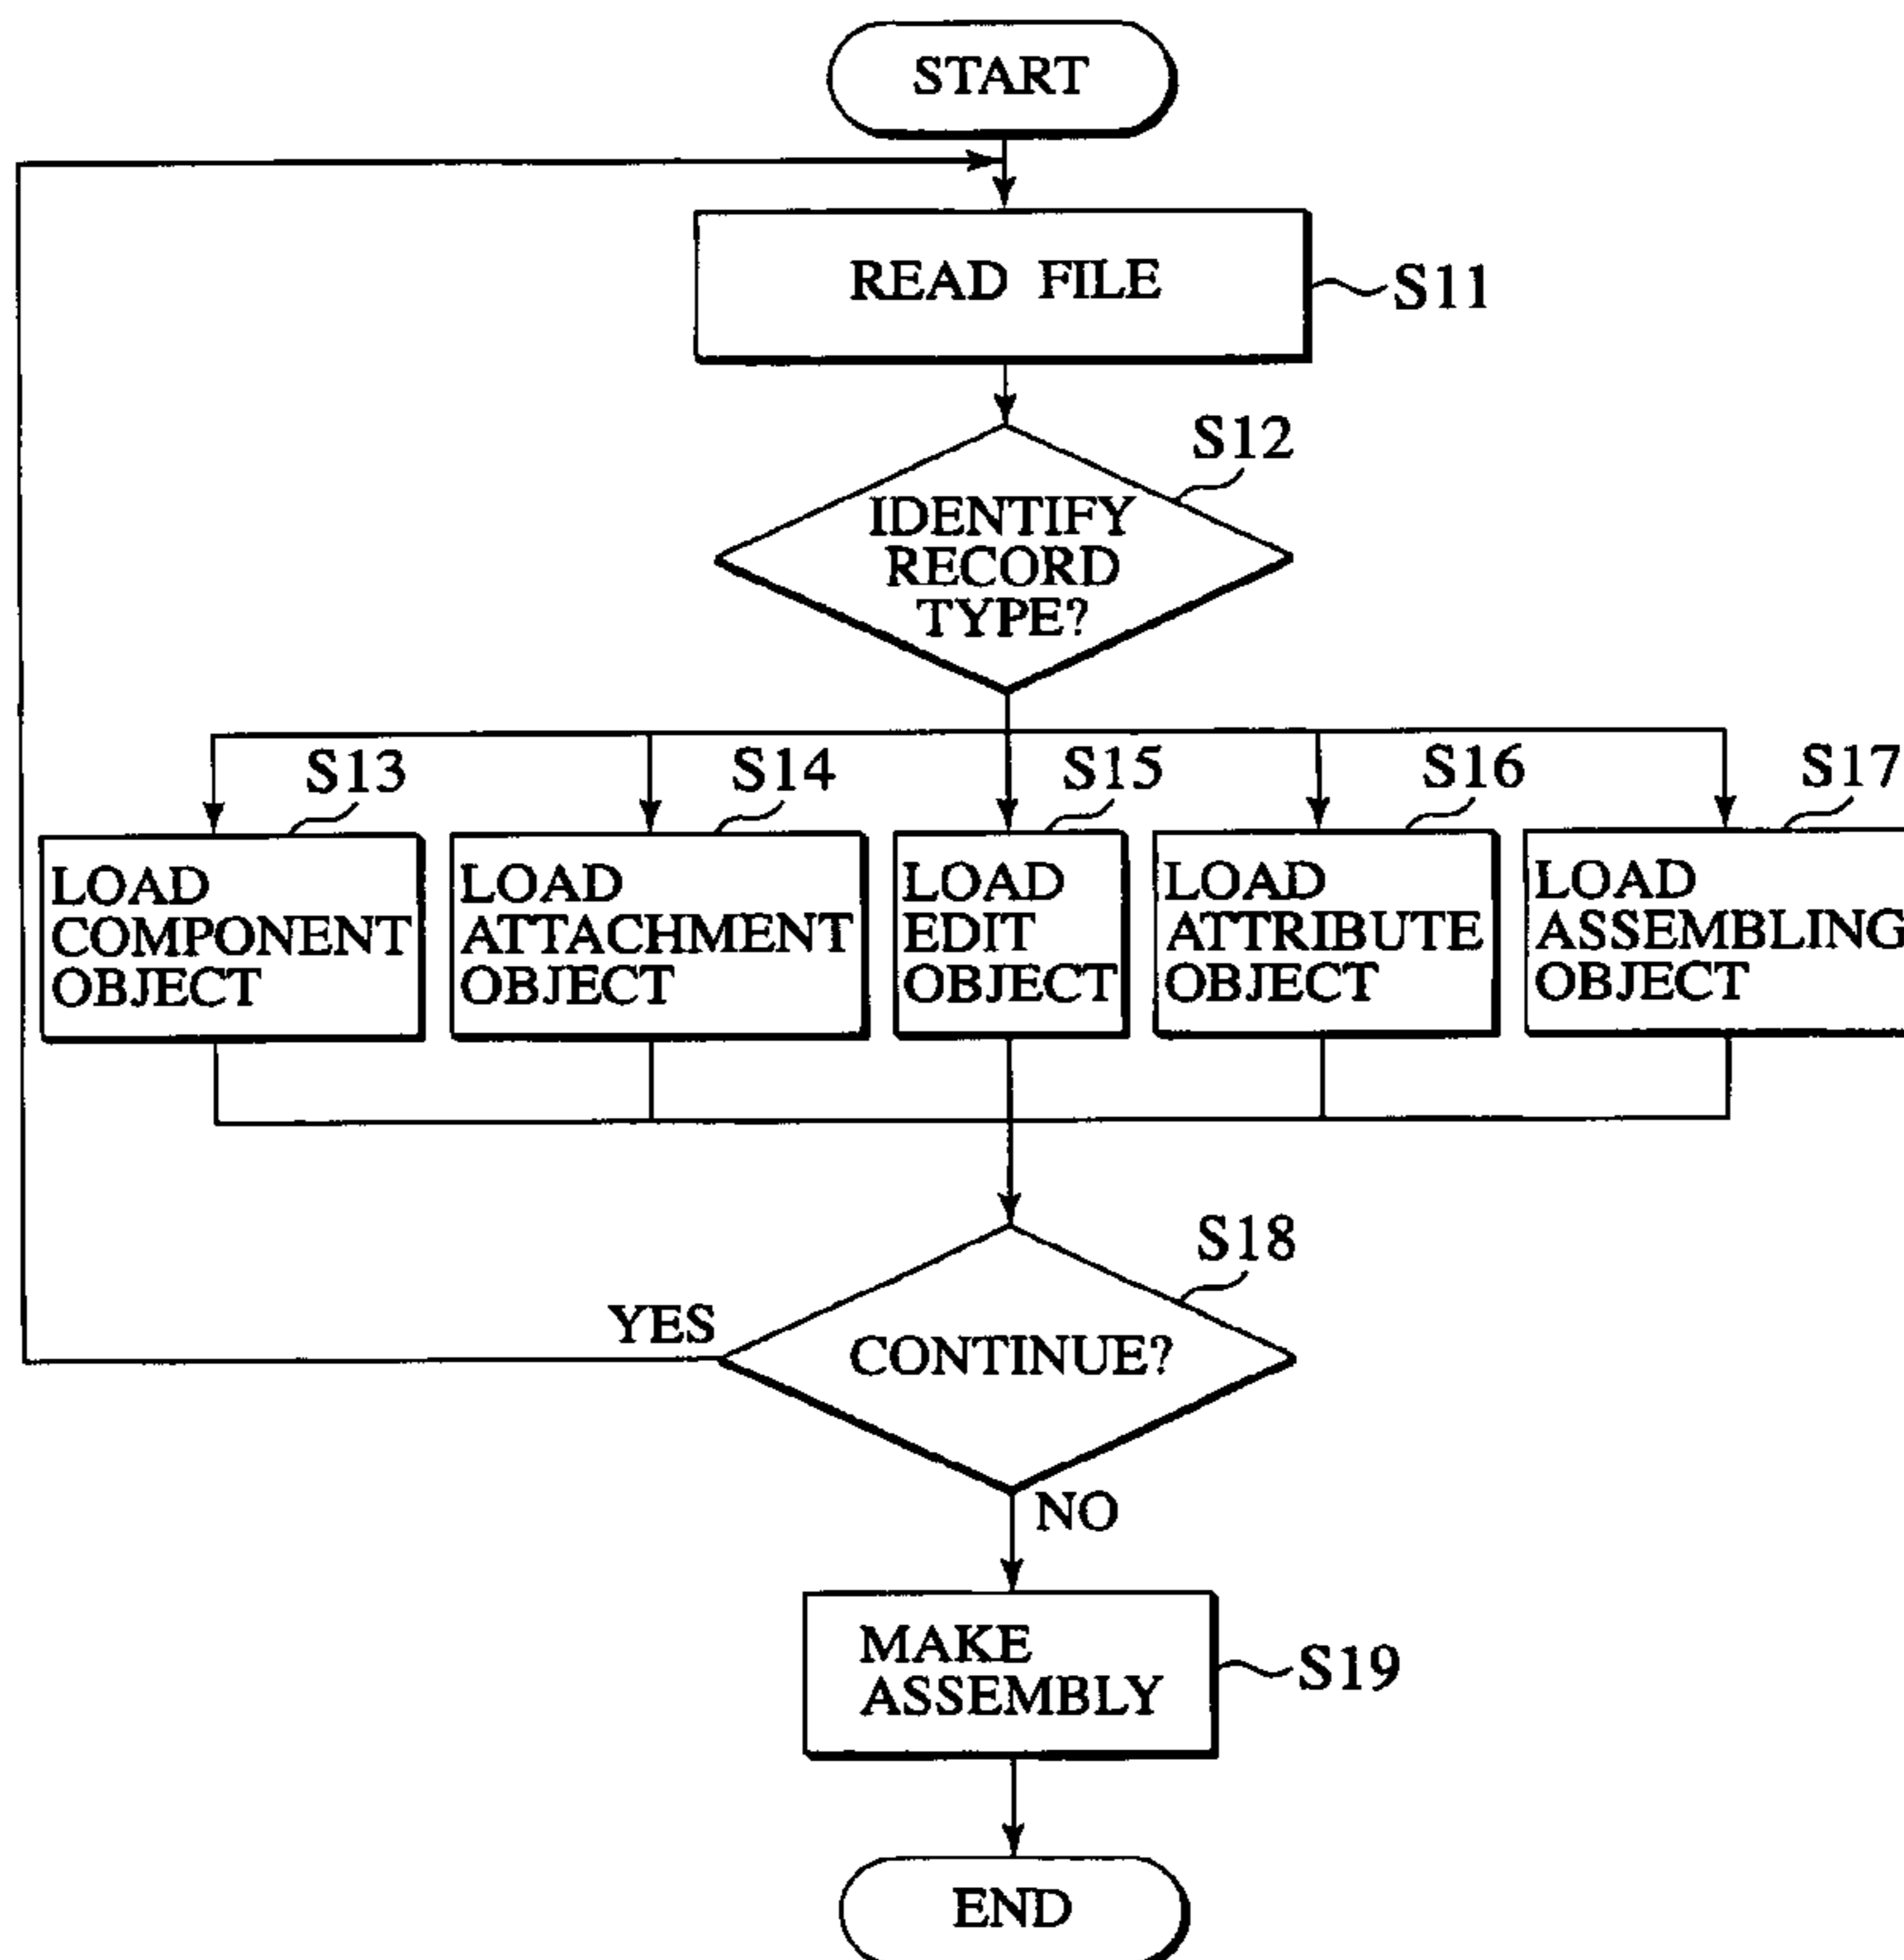 START
READ FILE
S11
S12
IDENTIFY
RECORD
TYPE?
S13
S14
S15
S16
S17
LOAD
COMPONENT
OBJECT
LOAD
ATTACHMENT
OBJECT
LOAD
EDIT
OBJECT
LOAD
ATTRIBUTE
OBJECT
LOAD
ASSEMBLING
OBJECT
S18
YES
CONTINUE?
NO
MAKE
ASSEMBLY
S19
END